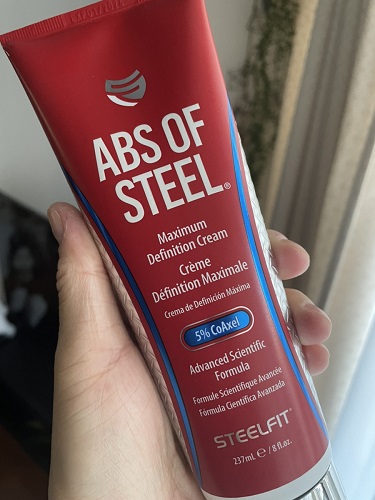 ABS OF
STEEL®
Maximum
Definition Cream
Crème
Définition Maximale
Crema de Definición Máxima
5% CoAxel
Advanced Scientific
Formula
Formule Scientifique Avancée
Fórmula Científica Avanzada
STEELFIT®
237mL ℮ / 8 fl.oz.